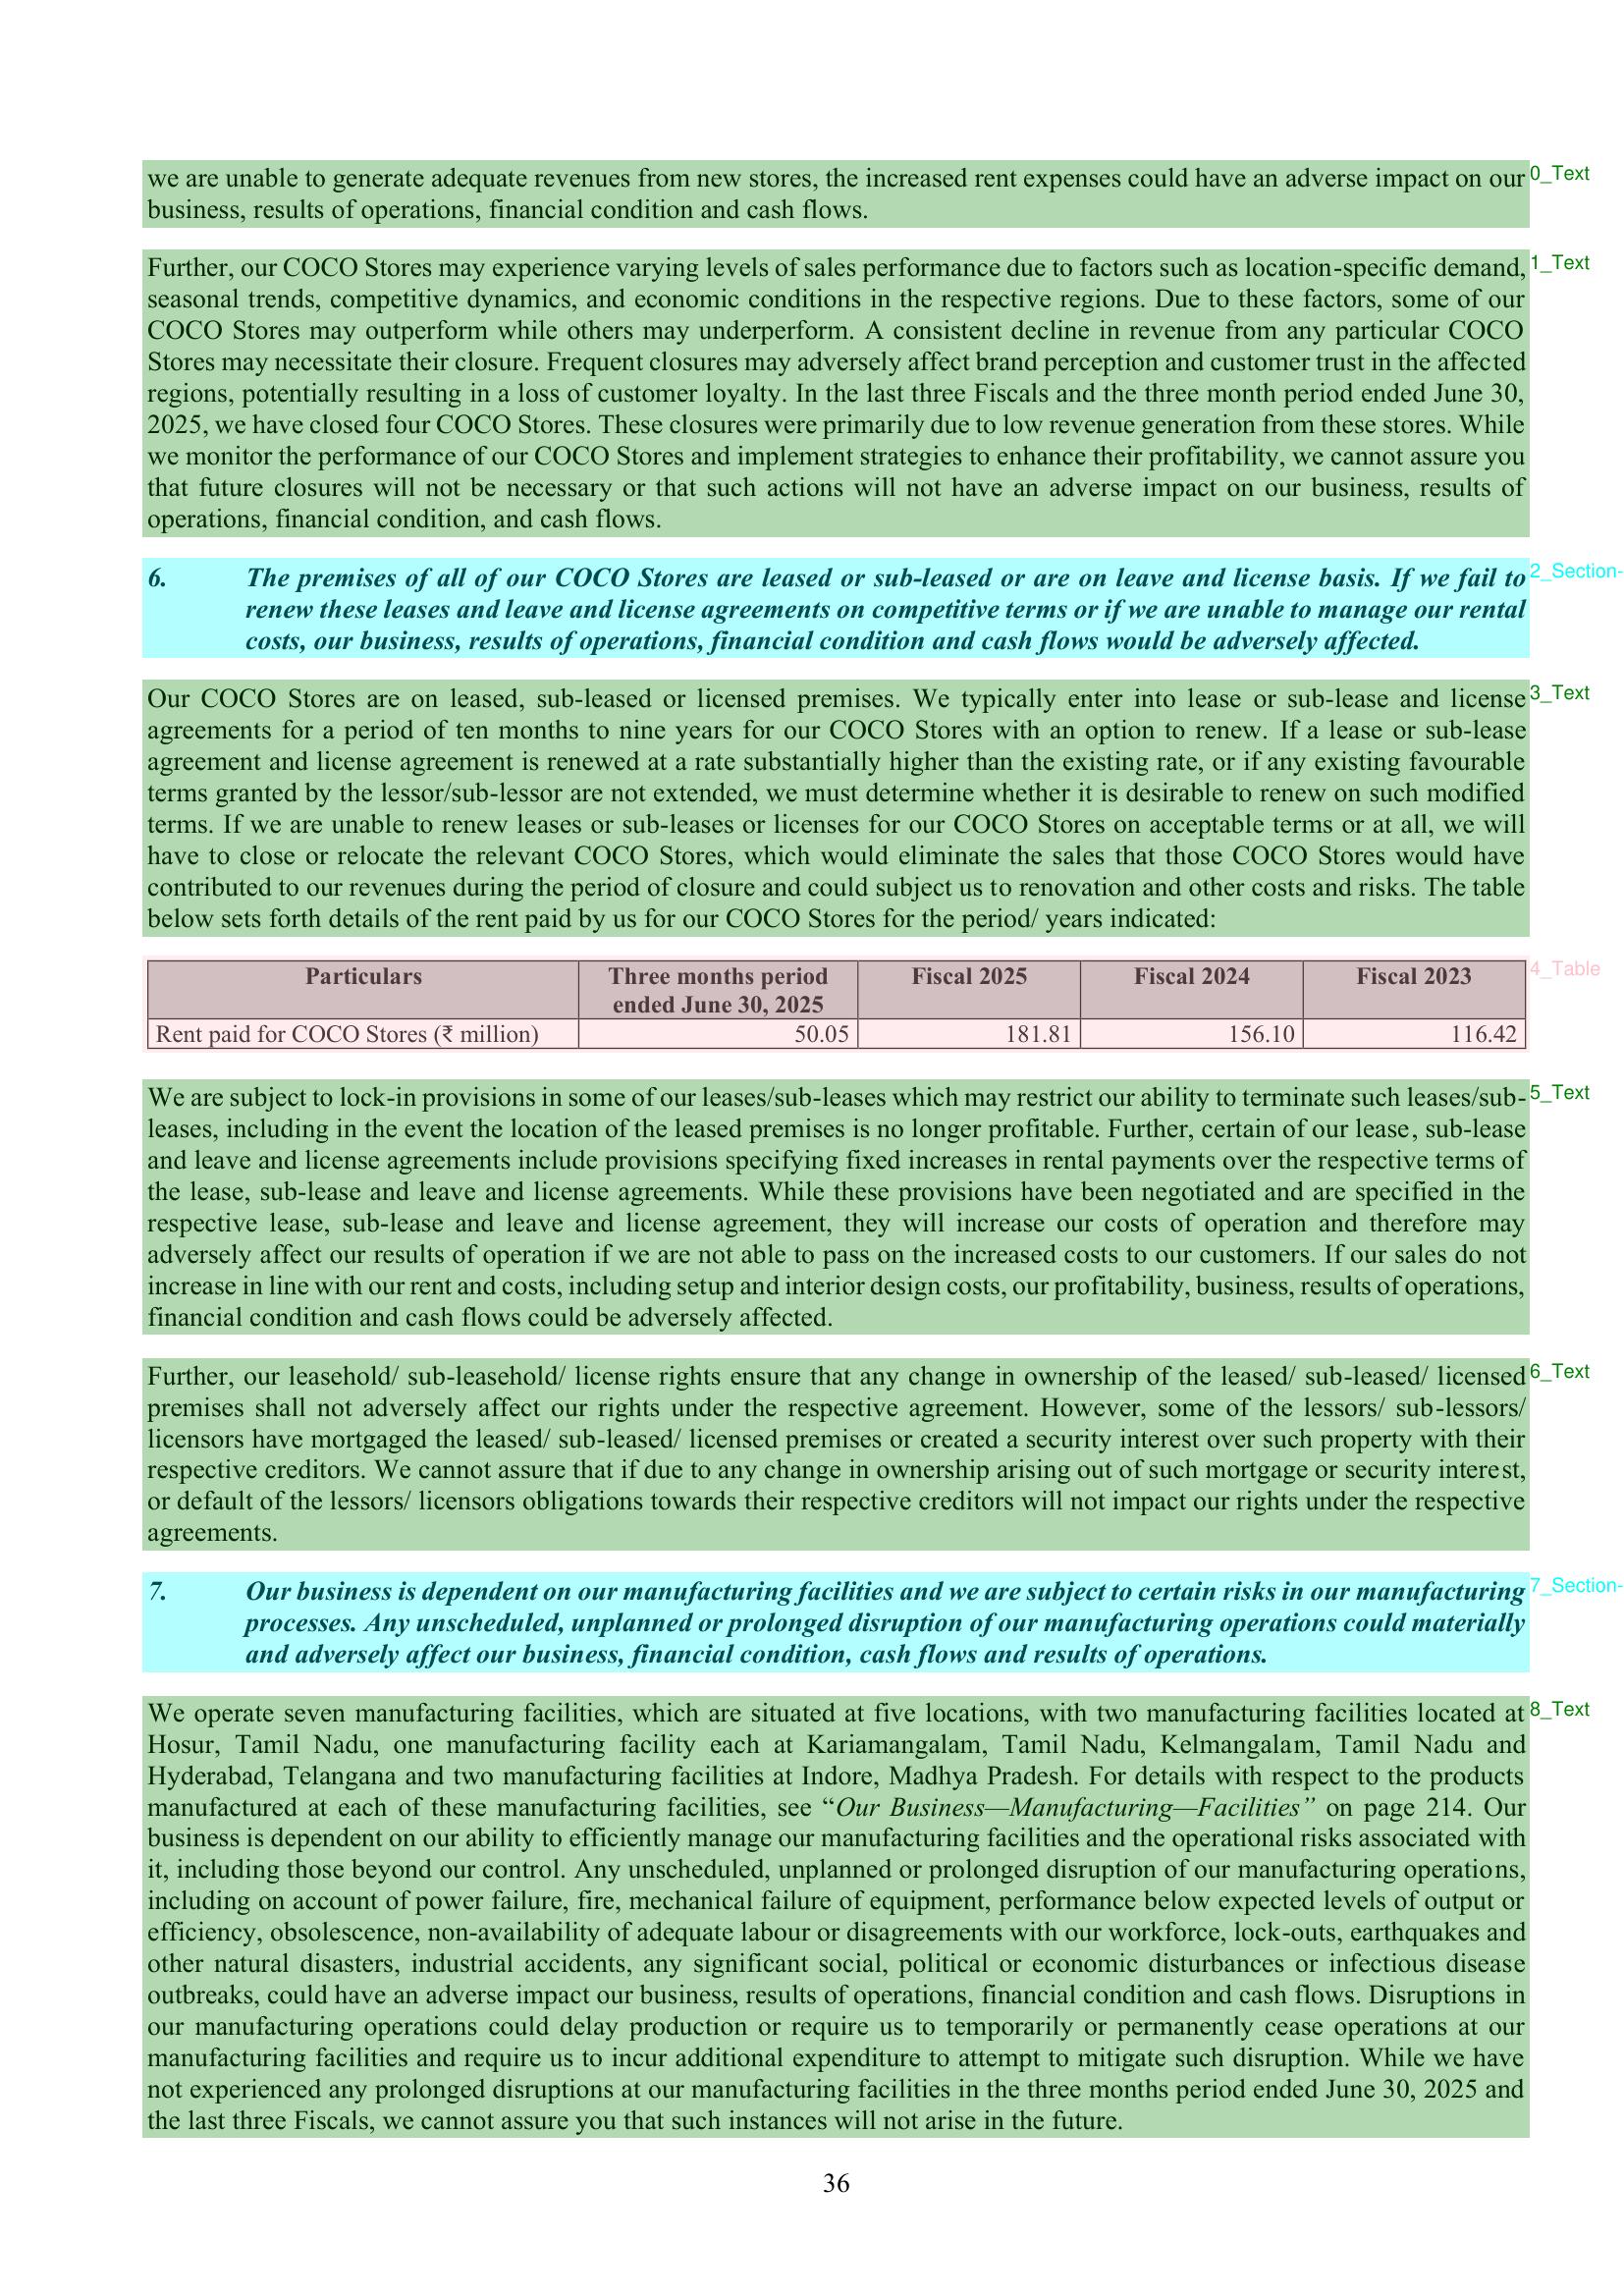 we are unable to generate adequate revenues from new stores, the increased rent expenses could have an adverse impact on our 0_Text
business, results of operations, financial condition and cash flows.
Further, our COCO Stores may experience varying levels of sales performance due to factors such as location-specific demand, 1_Text
seasonal trends, competitive dynamics, and economic conditions in the respective regions. Due to these factors, some of our
COCO Stores may outperform while others may underperform. A consistent decline in revenue from any particular COCO
Stores may necessitate their closure. Frequent closures may adversely affect brand perception and customer trust in the affected
regions, potentially resulting in a loss of customer loyalty. In the last three Fiscals and the three month period ended June 30,
2025, we have closed four COCO Stores. These closures were primarily due to low revenue generation from these stores. While
we monitor the performance of our COCO Stores and implement strategies to enhance their profitability, we cannot assure you
that future closures will not be necessary or that such actions will not have an adverse impact on our business, results of
operations, financial condition, and cash flows.
6. The premises of all of our COCO Stores are leased or sub-leased or are on leave and license basis. If we fail to 2_Section-
renew these leases and leave and license agreements on competitive terms or if we are unable to manage our rental
costs, our business, results of operations, financial condition and cash flows would be adversely affected.
Our COCO Stores are on leased, sub-leased or licensed premises. We typically enter into lease or sub-lease and license 3_Text
agreements for a period of ten months to nine years for our COCO Stores with an option to renew. If a lease or sub-lease
agreement and license agreement is renewed at a rate substantially higher than the existing rate, or if any existing favourable
terms granted by the lessor/sub-lessor are not extended, we must determine whether it is desirable to renew on such modified
terms. If we are unable to renew leases or sub-leases or licenses for our COCO Stores on acceptable terms or at all, we will
have to close or relocate the relevant COCO Stores, which would eliminate the sales that those COCO Stores would have
contributed to our revenues during the period of closure and could subject us to renovation and other costs and risks. The table
below sets forth details of the rent paid by us for our COCO Stores for the period/ years indicated:
Particulars Three months period Fiscal 2025 Fiscal 2024 Fiscal 2023 4_Table
ended June 30, 2025
Rent paid for COCO Stores (₹ million) 50.05 181.81 156.10 116.42
We are subject to lock-in provisions in some of our leases/sub-leases which may restrict our ability to terminate such leases/sub- 5_Text
leases, including in the event the location of the leased premises is no longer profitable. Further, certain of our lease, sub-lease
and leave and license agreements include provisions specifying fixed increases in rental payments over the respective terms of
the lease, sub-lease and leave and license agreements. While these provisions have been negotiated and are specified in the
respective lease, sub-lease and leave and license agreement, they will increase our costs of operation and therefore may
adversely affect our results of operation if we are not able to pass on the increased costs to our customers. If our sales do not
increase in line with our rent and costs, including setup and interior design costs, our profitability, business, results of operations,
financial condition and cash flows could be adversely affected.
Further, our leasehold/ sub-leasehold/ license rights ensure that any change in ownership of the leased/ sub-leased/ licensed 6_Text
premises shall not adversely affect our rights under the respective agreement. However, some of the lessors/ sub-lessors/
licensors have mortgaged the leased/ sub-leased/ licensed premises or created a security interest over such property with their
respective creditors. We cannot assure that if due to any change in ownership arising out of such mortgage or security interest,
or default of the lessors/ licensors obligations towards their respective creditors will not impact our rights under the respective
agreements.
7. Our business is dependent on our manufacturing facilities and we are subject to certain risks in our manufacturing 7_Section-
processes. Any unscheduled, unplanned or prolonged disruption of our manufacturing operations could materially
and adversely affect our business, financial condition, cash flows and results of operations.
We operate seven manufacturing facilities, which are situated at five locations, with two manufacturing facilities located at 8_Text
Hosur, Tamil Nadu, one manufacturing facility each at Kariamangalam, Tamil Nadu, Kelmangalam, Tamil Nadu and
Hyderabad, Telangana and two manufacturing facilities at Indore, Madhya Pradesh. For details with respect to the products
manufactured at each of these manufacturing facilities, see “Our Business—Manufacturing—Facilities” on page 214. Our
business is dependent on our ability to efficiently manage our manufacturing facilities and the operational risks associated with
it, including those beyond our control. Any unscheduled, unplanned or prolonged disruption of our manufacturing operations,
including on account of power failure, fire, mechanical failure of equipment, performance below expected levels of output or
efficiency, obsolescence, non-availability of adequate labour or disagreements with our workforce, lock-outs, earthquakes and
other natural disasters, industrial accidents, any significant social, political or economic disturbances or infectious disease
outbreaks, could have an adverse impact our business, results of operations, financial condition and cash flows. Disruptions in
our manufacturing operations could delay production or require us to temporarily or permanently cease operations at our
manufacturing facilities and require us to incur additional expenditure to attempt to mitigate such disruption. While we have
not experienced any prolonged disruptions at our manufacturing facilities in the three months period ended June 30, 2025 and
the last three Fiscals, we cannot assure you that such instances will not arise in the future.
36